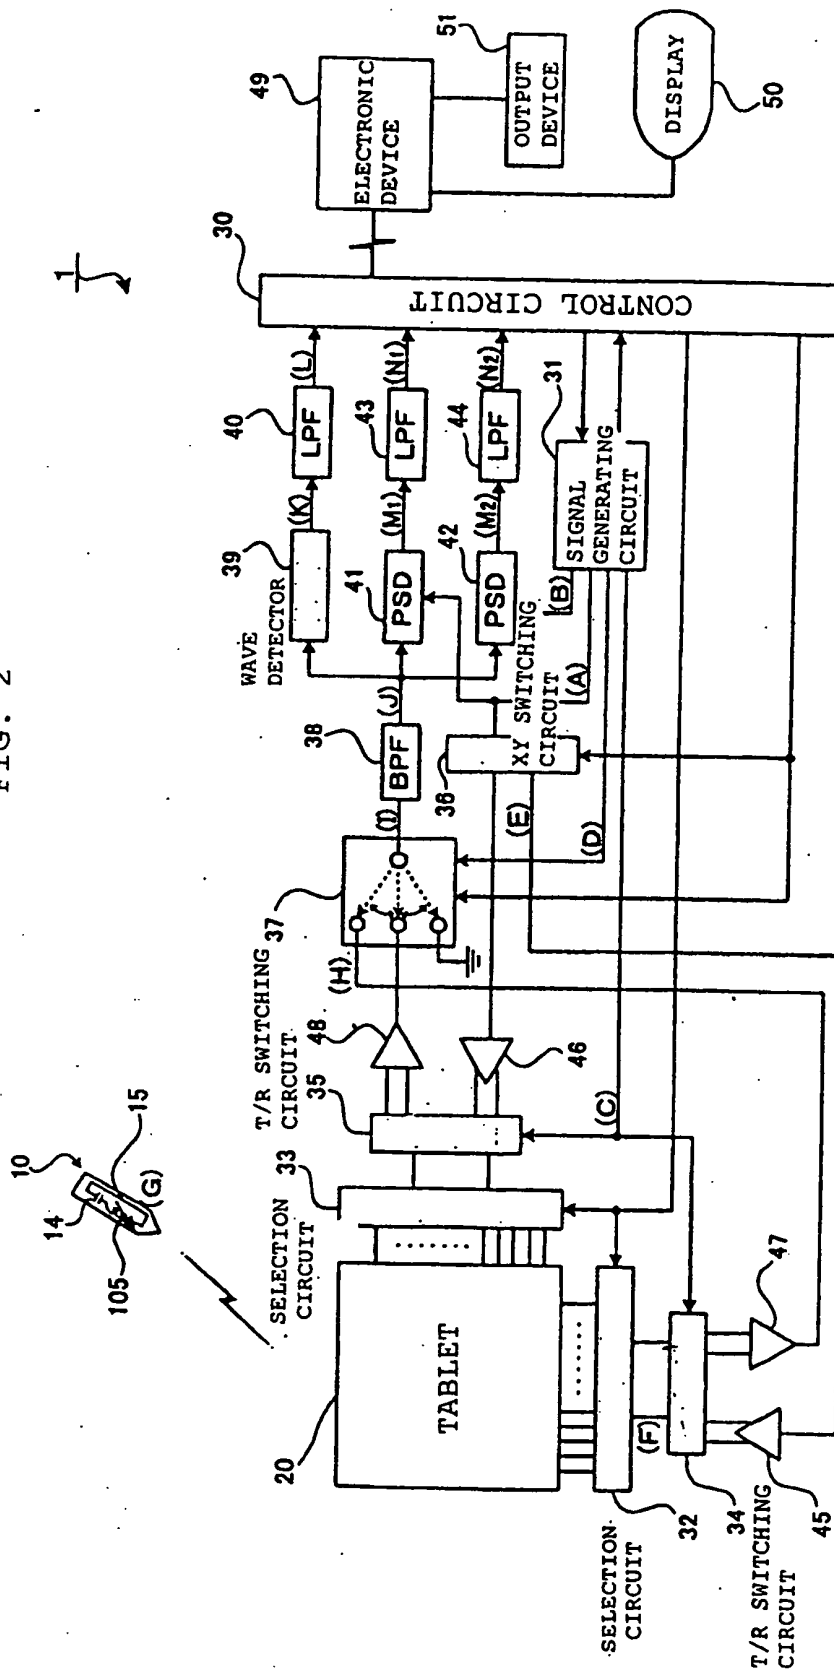 FIG. 2
1
10
14
15
105
(G)
20
TABLET
SELECTION
CIRCUIT
33
T/R SWITCHING
CIRCUIT
35
48
46
37
(H)
(I)
38
BPF
(J)
WAVE
DETECTOR
39
(K)
40
LPF
(L)
41
PSD
(M1)
43
LPF
(N1)
42
PSD
(M2)
44
LPF
(N2)
36
XY SWITCHING
CIRCUIT
(E)
(D)
(A)
(B)
(C)
31
SIGNAL
GENERATING
CIRCUIT
30
CONTROL CIRCUIT
49
ELECTRONIC
DEVICE
51
OUTPUT
DEVICE
DISPLAY
50
SELECTION
CIRCUIT
32
(F)
34
T/R SWITCHING
CIRCUIT
45
47